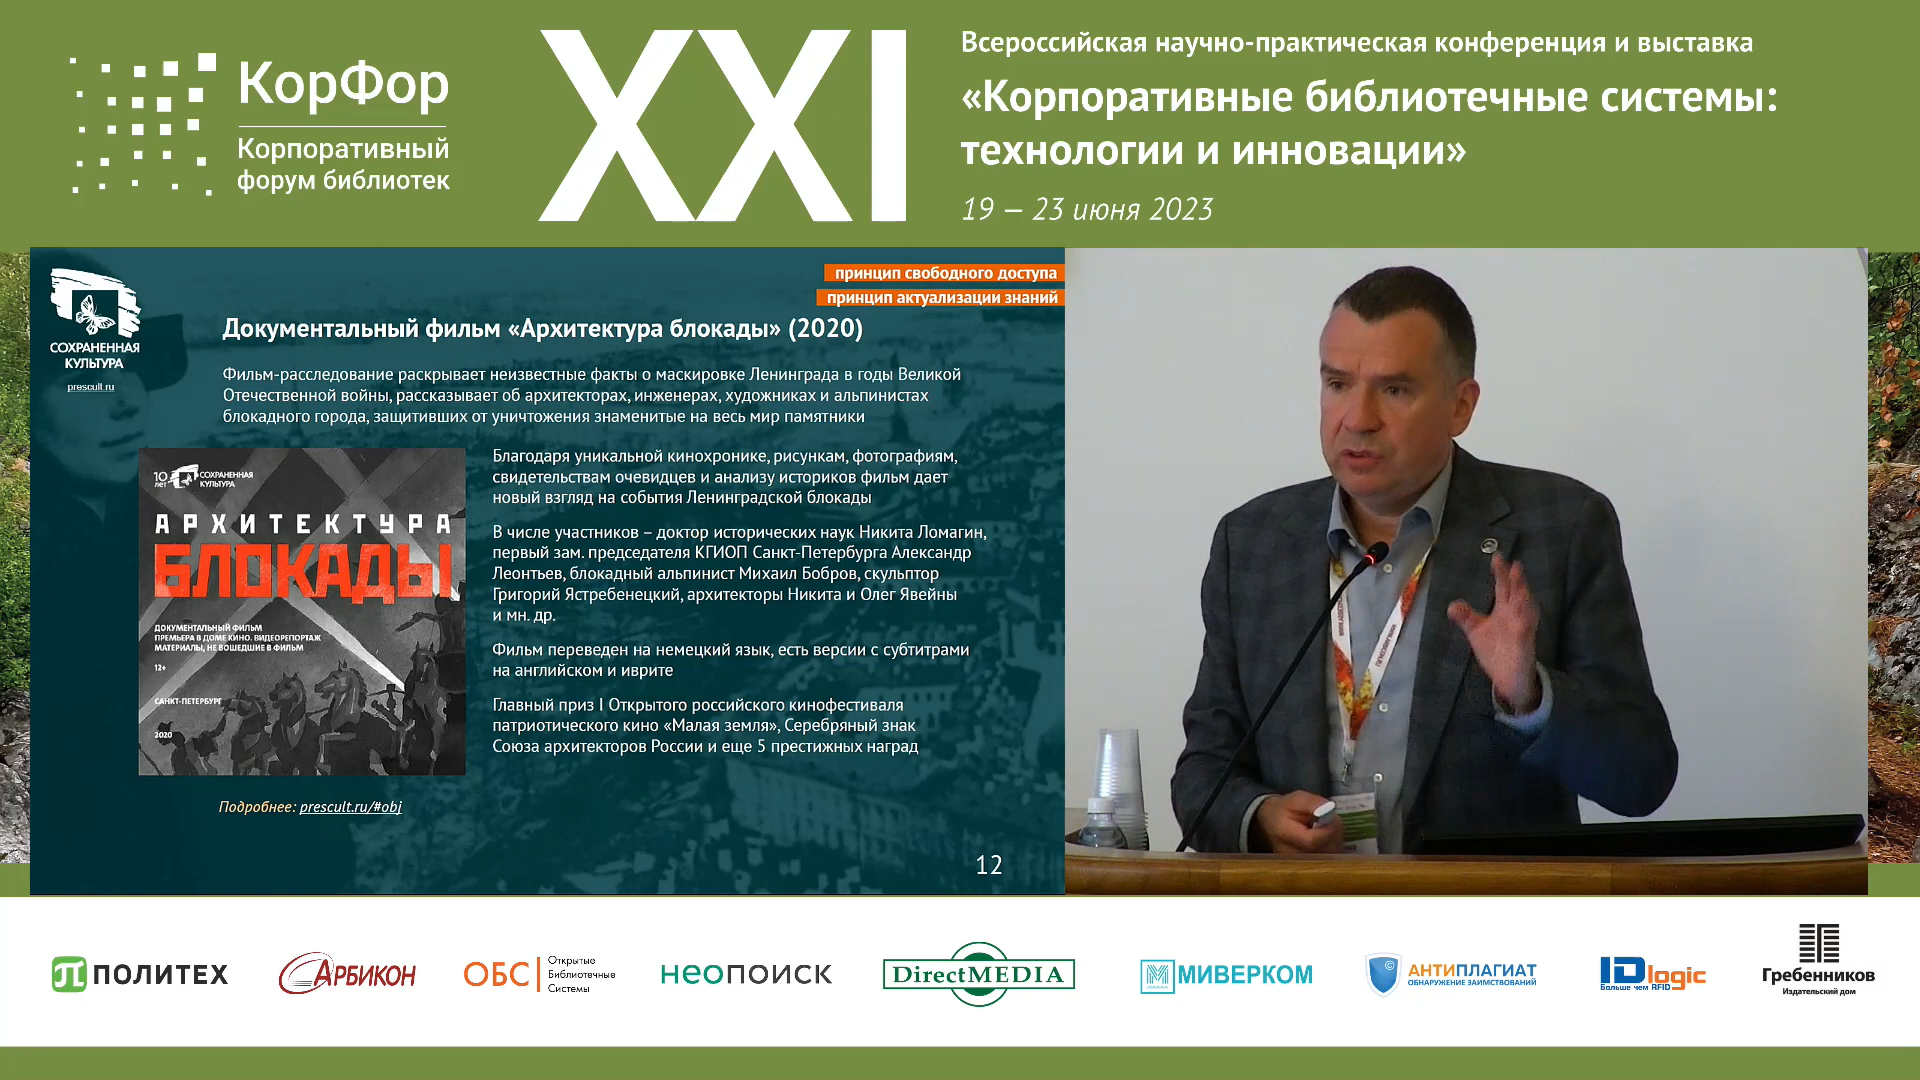 КорФор
Корпоративный
форум библиотек
XXI
Всероссийская научно-практическая конференция и выставка
«Корпоративные библиотечные системы:
технологии и инновации»
19 – 23 июня 2023
СОХРАНЕННАЯ
КУЛЬТУРА
prescult.ru
принцип свободного доступа
принцип актуализации знаний
Документальный фильм «Архитектура блокады» (2020)
Фильм-расследование раскрывает неизвестные факты о маскировке Ленинграда в годы Великой
Отечественной войны, рассказывает об архитекторах, инженерах, художниках и альпинистах
блокадного города, защитивших от уничтожения знаменитые на весь мир памятники
10 ЛЕТ
СОХРАНЕННАЯ
КУЛЬТУРА
АРХИТЕКТУРА
БЛОКАДЫ
ДОКУМЕНТАЛЬНЫЙ ФИЛЬМ
ПРЕМЬЕРА В ДОМЕ КИНО. ВИДЕОРЕПОРТАЖ
МАТЕРИАЛЫ, НЕ ВОШЕДШИЕ В ФИЛЬМ
12+
САНКТ-ПЕТЕРБУРГ
2020
Благодаря уникальной кинохронике, рисункам, фотографиям,
свидетельствам очевидцев и анализу историков фильм дает
новый взгляд на события Ленинградской блокады
В числе участников – доктор исторических наук Никита Ломагин,
первый зам. председателя КГИОП Санкт-Петербурга Александр
Леонтьев, блокадный альпинист Михаил Бобров, скульптор
Григорий Ястребенецкий, архитекторы Никита и Олег Явейны
и мн. др.
Фильм переведен на немецкий язык, есть версии с субтитрами
на английском и иврите
Главный приз I Открытого российского кинофестиваля
патриотического кино «Малая земля», Серебряный знак
Союза архитекторов России и еще 5 престижных наград
Подробнее: prescult.ru/#obj
12
ПОЛИТЕХ
АРБИКОН
ОБС
Открытые
Библиотечные
Системы
НЕОПОИСК
DirectMEDIA
МИВЕРКОМ
АНТИПЛАГИАТ
ОБНАРУЖЕНИЕ ЗАИМСТВОВАНИЙ
IDlogic
Больше чем RFID
Гребенников
Издательский дом